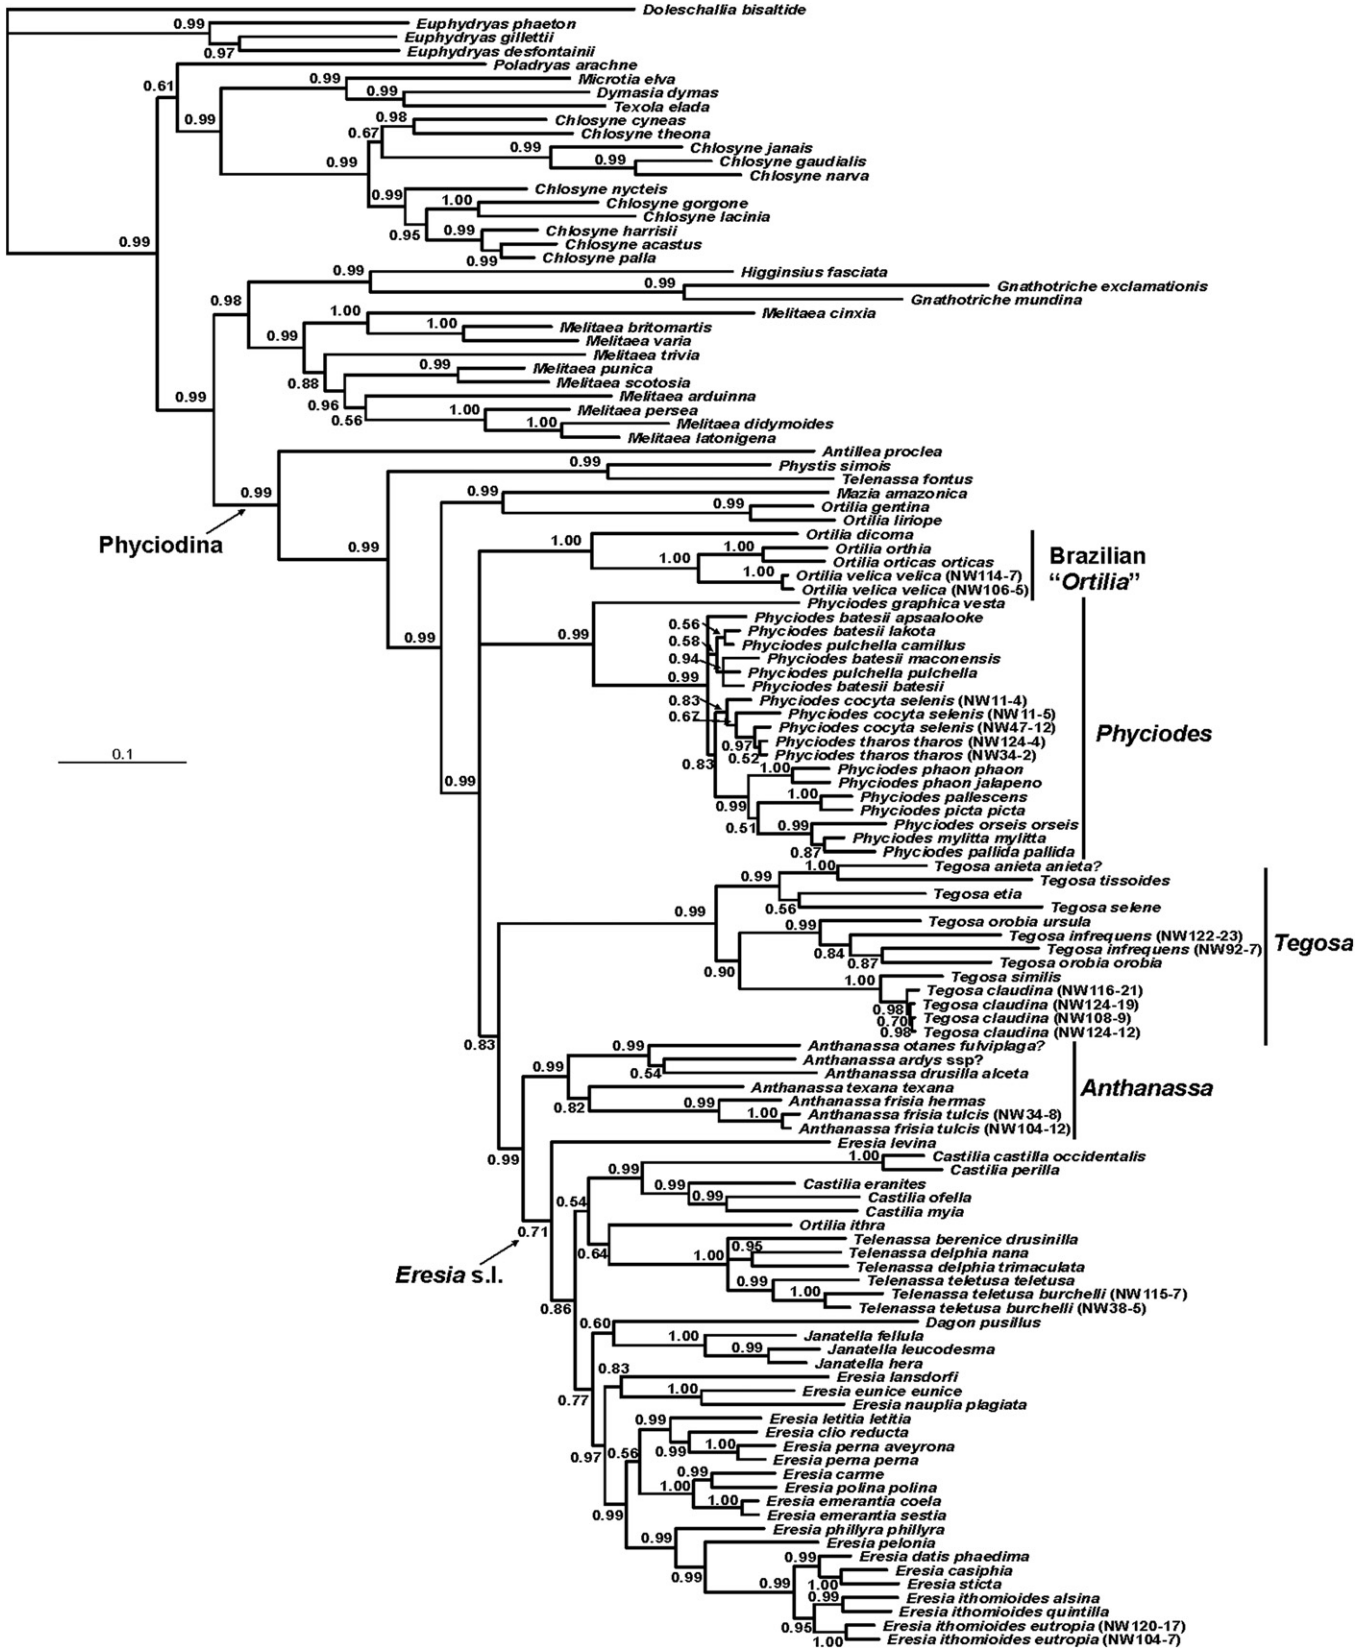 Doleschallia bisaltide
0.99
Euphydryas phaeton
Euphydryas gillettii
0.97
Euphydryas desfontainii
Poladryas arachne
0.61
0.99
Microtia elva
0.99
Dymasia dymas
Texola elada
0.99
0.98
Chlosyne cyneas
0.67
Chlosyne theona
0.99
Chlosyne janais
0.99
0.99
Chlosyne gaudialis
Chlosyne narva
0.99
Chlosyne nycteis
1.00
Chlosyne gorgone
Chlosyne lacinia
0.95
0.99
Chlosyne harrisii
Chlosyne acastus
0.99
Chlosyne palla
0.99
0.99
Higginsius fasciata
0.99
Gnathotriche exclamationis
Gnathotriche mundina
0.98
1.00
Melitaea cinxia
1.00
Melitaea britomartis
Melitaea varia
0.99
Melitaea trivia
0.99
Melitaea punica
0.88
Melitaea scotosia
Melitaea arduinna
0.99
0.96
0.56
1.00
Melitaea persea
1.00
Melitaea didymoides
Melitaea latonigena
Antillea proclea
0.99
Phystis simois
Telenassa fontus
0.99
0.99
Mazia amazonica
0.99
Ortilia gentina
Ortilia liriope
Phyciodina
0.99
1.00
Ortilia dicoma
1.00
1.00
Ortilia orthia
Ortilia orticas orticas
1.00
Ortilia velica velica (NW114-7)
Ortilia velica velica (NW106-5)
Brazilian
“Ortilia”
Phyciodes graphica vesta
0.99
0.99
0.56
Phyciodes batesii apsaalooke
Phyciodes batesii lakota
0.58
Phyciodes pulchella camillus
0.94
Phyciodes batesii maconensis
Phyciodes pulchella pulchella
0.99
Phyciodes batesii batesii
0.83
Phyciodes cocyta selenis (NW11-4)
0.67
Phyciodes cocyta selenis (NW11-5)
Phyciodes cocyta selenis (NW47-12)
0.97
Phyciodes tharos tharos (NW124-4)
0.52
Phyciodes tharos tharos (NW34-2)
0.83
1.00
Phyciodes phaon phaon
Phyciodes phaon jalapeno
0.99
1.00
Phyciodes pallescens
Phyciodes picta picta
0.51
0.99
Phyciodes orseis orseis
Phyciodes mylitta mylitta
0.87
Phyciodes pallida pallida
Phyciodes
0.1
0.99
1.00
Tegosa anieta anieta?
0.99
Tegosa tissoides
Tegosa etia
0.56
Tegosa selene
0.99
0.99
Tegosa orobia ursula
Tegosa infrequens (NW122-23)
0.84
Tegosa infrequens (NW92-7)
0.87
Tegosa orobia orobia
0.90
1.00
Tegosa similis
Tegosa claudina (NW116-21)
0.98
Tegosa claudina (NW124-19)
0.70
Tegosa claudina (NW108-9)
0.98
Tegosa claudina (NW124-12)
Tegosa
0.83
0.99
Anthanassa otanes fulviplaga?
0.99
Anthanassa ardys ssp?
0.54
Anthanassa drusilla alceta
Anthanassa texana texana
0.82
0.99
Anthanassa frisia hermas
1.00
Anthanassa frisia tulcis (NW34-8)
Anthanassa frisia tulcis (NW104-12)
Anthanassa
0.99
Eresia levina
1.00
Castilia castilla occidentalis
0.99
Castilia perilla
0.99
Castilia eranites
0.99
Castilia ofella
Castilia myia
0.54
0.71
Ortilia ithra
0.64
Telenassa berenice drusinilla
1.00
0.95
Telenassa delphia nana
Telenassa delphia trimaculata
0.99
Telenassa teletusa teletusa
1.00
Telenassa teletusa burchelli (NW115-7)
Telenassa teletusa burchelli (NW38-5)
Eresia s.l.
0.86
0.60
Dagon pusillus
1.00
Janatella fellula
0.99
Janatella leucodesma
Janatella hera
0.83
Eresia lansdorfi
0.77
1.00
Eresia eunice eunice
Eresia nauplia plagiata
0.99
Eresia letitia letitia
Eresia clio reducta
0.97
0.56
0.99
1.00
Eresia perna aveyrona
Eresia perna perna
0.99
Eresia carme
1.00
Eresia polina polina
1.00
Eresia emerantia coela
0.99
Eresia emerantia sestia
0.99
Eresia phillyra phillyra
Eresia pelonia
0.99
0.99
Eresia datis phaedima
0.99
Eresia casiphia
1.00
Eresia sticta
0.99
Eresia ithomioides alsina
Eresia ithomioides quintilla
0.95
Eresia ithomioides eutropia (NW120-17)
1.00
Eresia ithomioides eutropia (NW104-7)